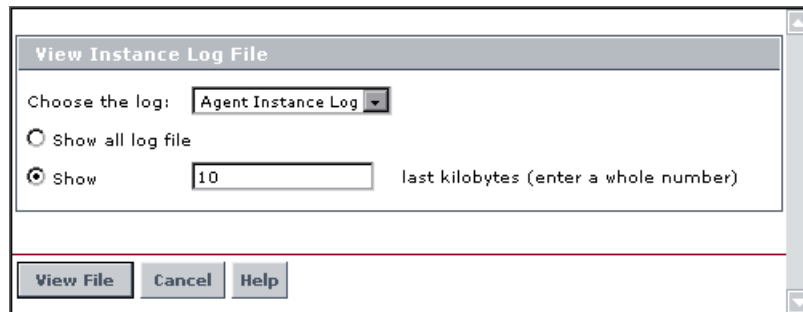 View Instance Log File
Choose the log: Agent Instance Log
Show all log file
Show 10 last kilobytes (enter a whole number)
View File Cancel Help